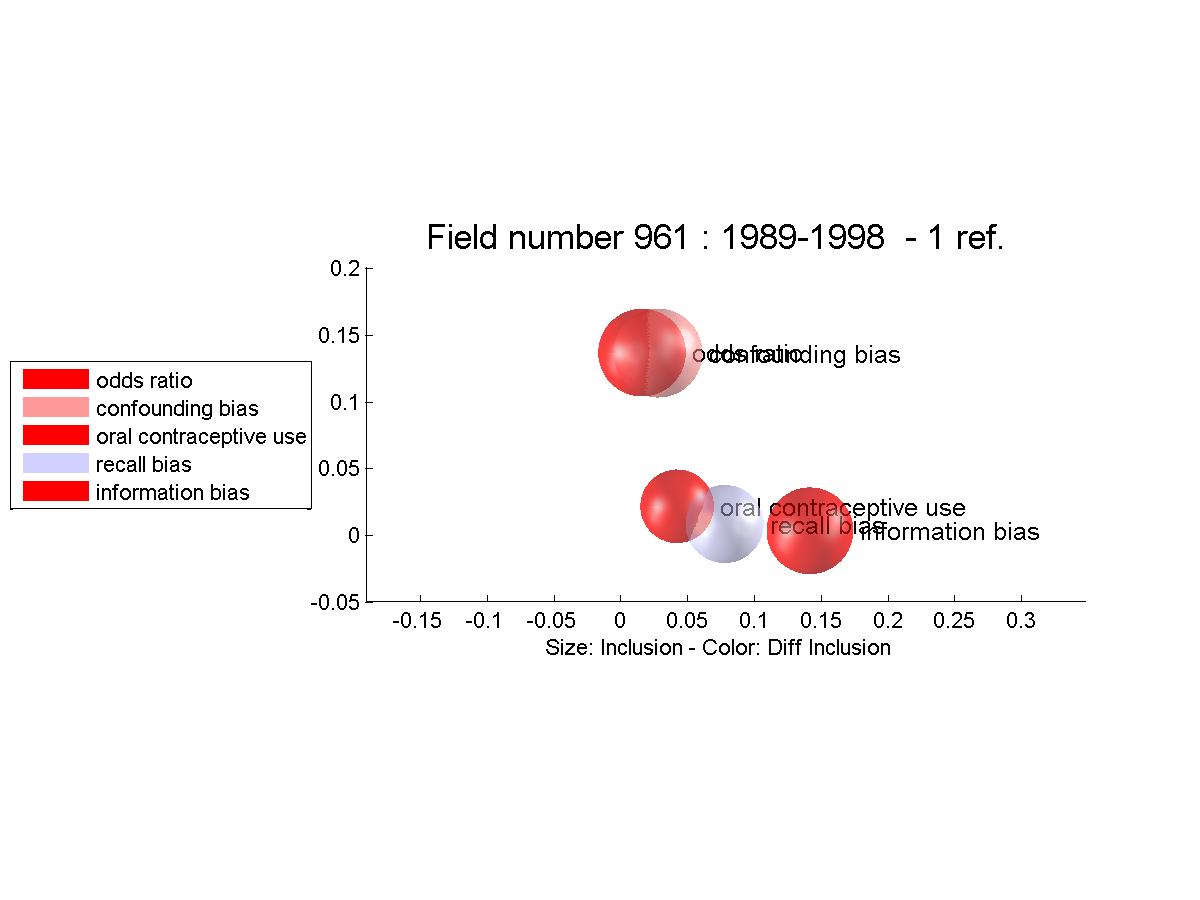 Field number 961 : 1989-1998 - 1 ref.
odds ratio
confounding bias
oral contraceptive use
recall bias
information bias
0.2
0.15
0.1
0.05
0
-0.05
odds ratio
confounding bias
oral contraceptive use
recall bias
information bias
-0.15 -0.1 -0.05 0 0.05 0.1 0.15 0.2 0.25 0.3
Size: Inclusion - Color: Diff Inclusion